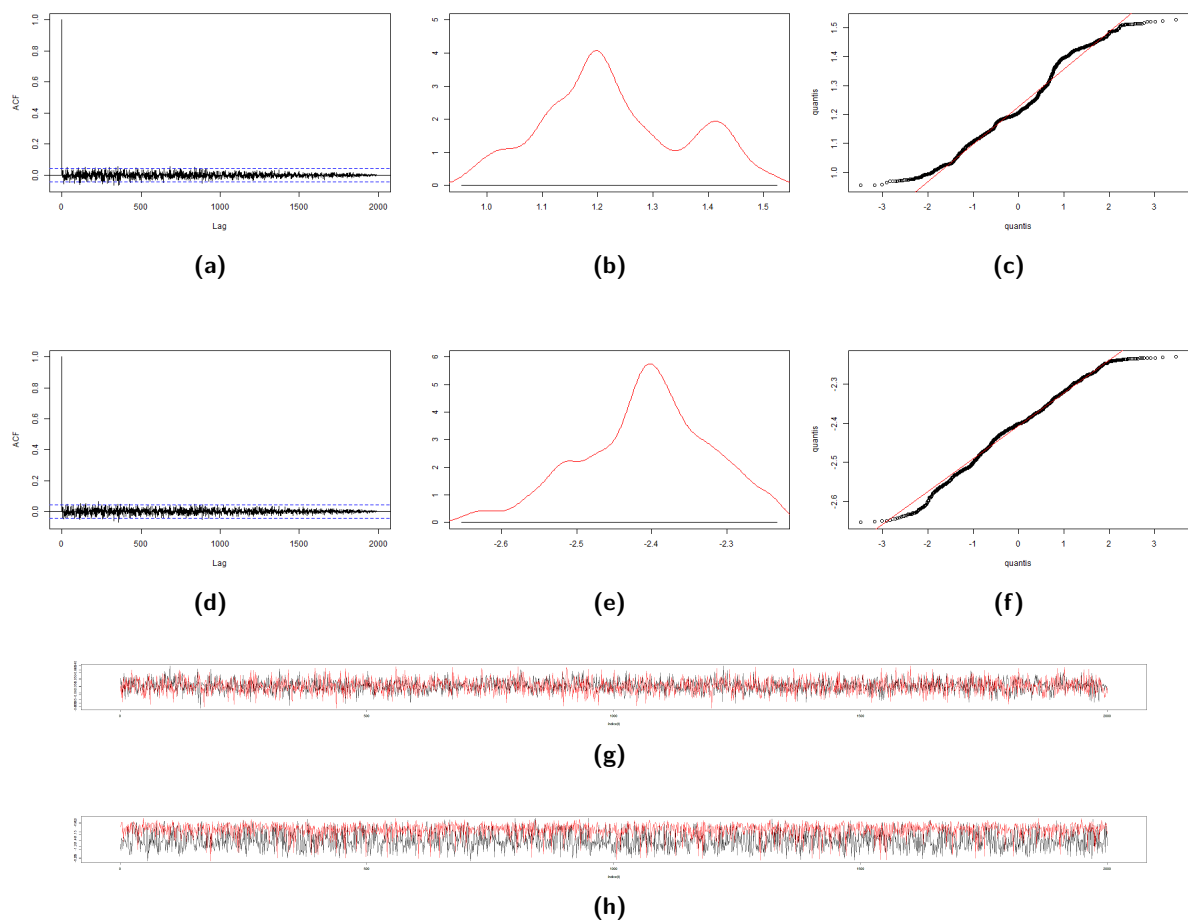 ACF
0.0 0.2 0.4 0.6 0.8 1.0
0 500 1000 1500 2000
Lag
(a)
0 1 2 3 4 5
1.0 1.1 1.2 1.3 1.4 1.5
(b)
quantis
1.0 1.1 1.2 1.3 1.4 1.5
-3 -2 -1 0 1 2 3
quantis
(c)
ACF
0.0 0.2 0.4 0.6 0.8 1.0
0 500 1000 1500 2000
Lag
(d)
0 1 2 3 4 5 6
-2.6 -2.5 -2.4 -2.3
(e)
quantis
-2.6 -2.5 -2.4 -2.3
-3 -2 -1 0 1 2 3
quantis
(f)
0 500 1000 1500 2000
(g)
0 500 1000 1500 2000
(h)